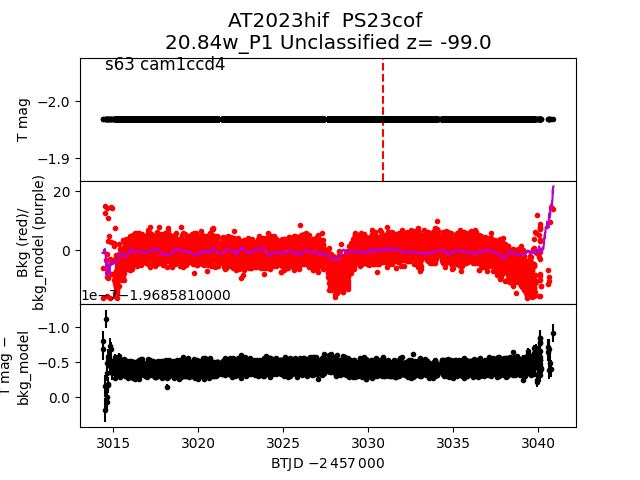 AT2023hif  PS23cof
20.84w_P1 Unclassified z= -99.0
s63 cam1ccd4
T mag
−2.0
−1.9
Bkg (red)/
bkg_model (purple)
20
0
−1.9685810000
T mag −
bkg_model
−1.0
−0.5
0.0
3015 3020 3025 3030 3035 3040
BTJD −2 457 000